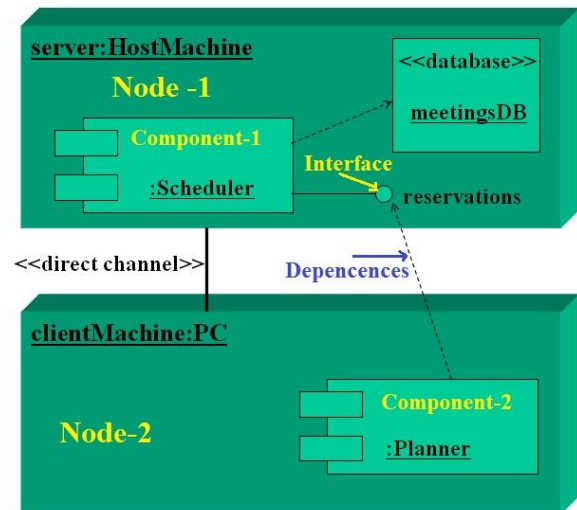 server:HostMachine
<<database>>
Node -1
meetingsDB
Component-1
Interface
:Scheduler
reservations
<<direct channel>>
Depencences
clientMachine:PC
Component-2
Node-2
:Planner